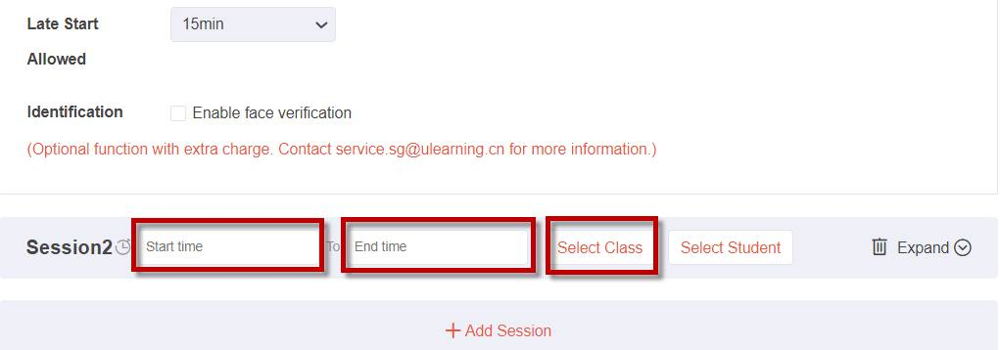 Late Start
Allowed
15min
Identification
Enable face verification
(Optional function with extra charge. Contact service.sg@ulearning.cn for more information.)
Session2 Start time To End time Select Class Select Student Expand
Add Session